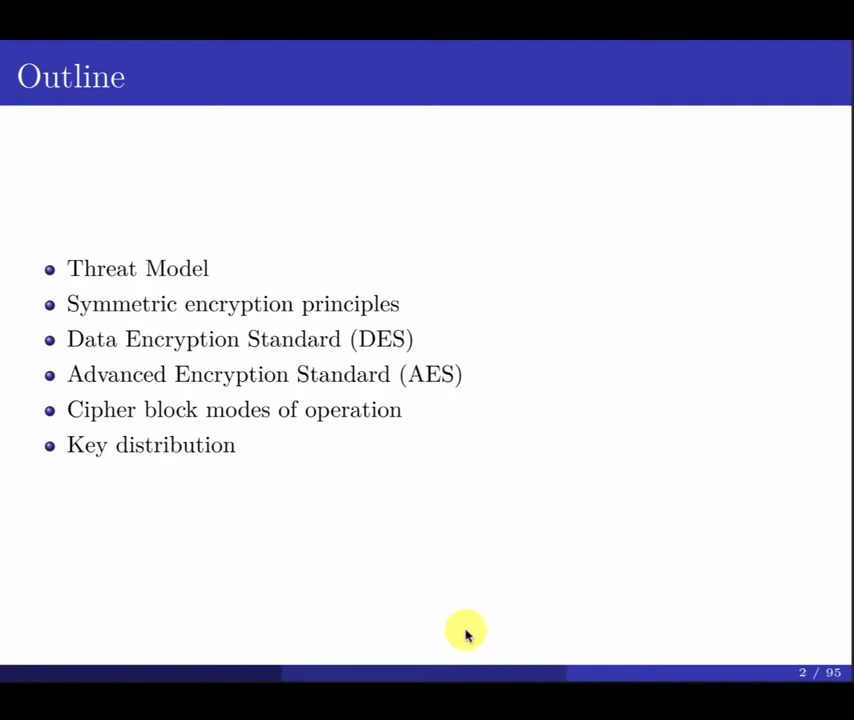 Outline
Threat Model
Symmetric encryption principles
Data Encryption Standard (DES)
Advanced Encryption Standard (AES)
Cipher block modes of operation
Key distribution
2 / 95